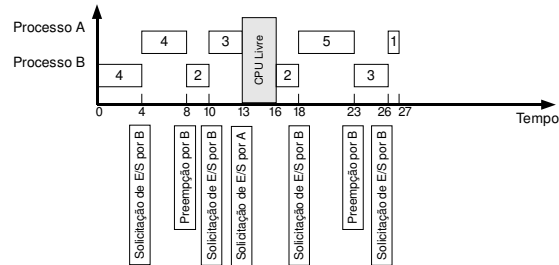 Processo A
4
3
5
1
CPU Livre
Processo B
4
2
2
3
0
4
8
10
13
16
18
23
26
27
Tempo
Solicitação de E/S por B
Preempção por B
Solicitação de E/S por B
Solicitação de E/S por A
Solicitação de E/S por B
Preempção por B
Solicitação de E/S por B